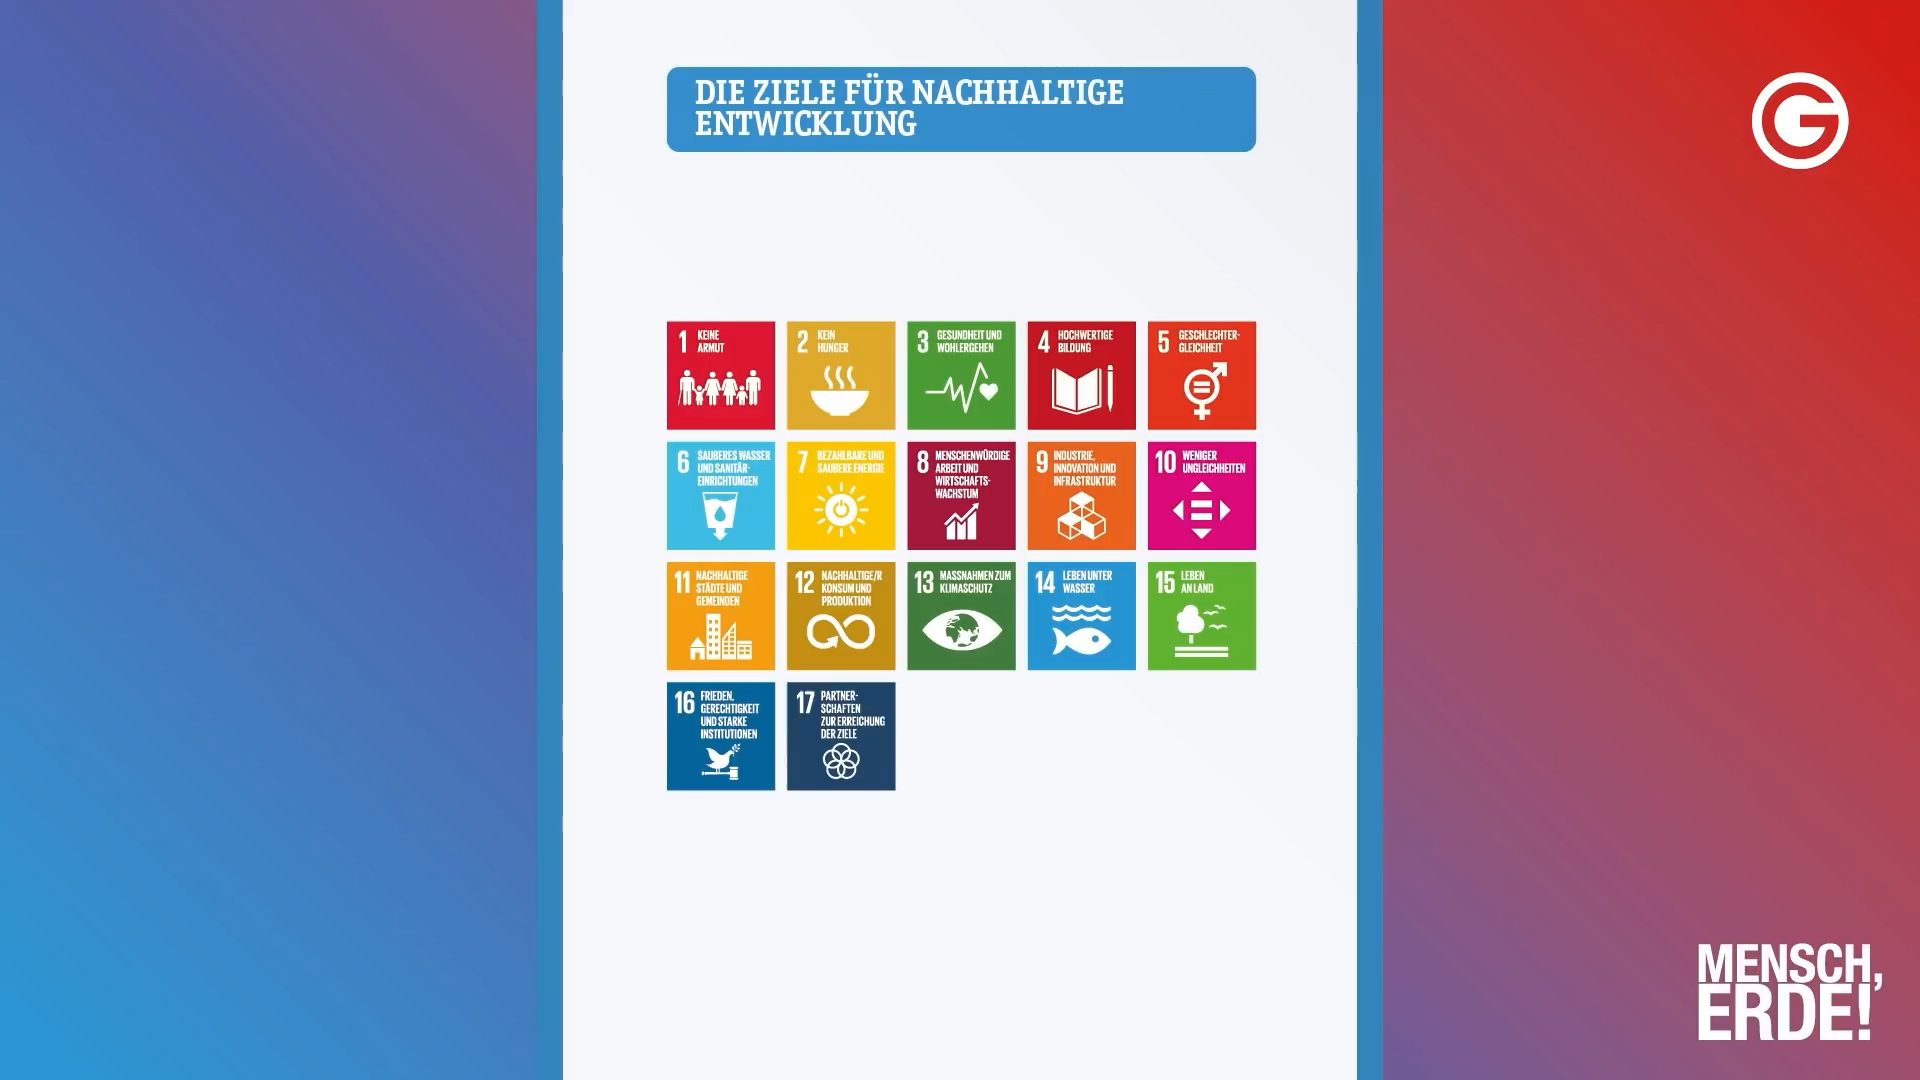 DIE ZIELE FÜR NACHHALTIGE
ENTWICKLUNG
1 KEINE
ARMUT
2 KEIN
HUNGER
3 GESUNDHEIT UND
WOHLERGEHEN
4 HOCHWERTIGE
BILDUNG
5 GESCHLECHTER-
GLEICHHEIT
6 SAUBERES WASSER
UND SANITÄR-
EINRICHTUNGEN
7 BEZAHLBARE UND
SAUBERE ENERGIE
8 MENSCHENWÜRDIGE
ARBEIT UND
WIRTSCHAFTS-
WACHSTUM
9 INDUSTRIE,
INNOVATION UND
INFRASTRUKTUR
10 WENIGER
UNGLEICHHEITEN
11 NACHHALTIGE
STÄDTE UND
GEMEINDEN
12 NACHHALTIGE/R
KONSUM UND
PRODUKTION
13 MASSNAHMEN ZUM
KLIMASCHUTZ
14 LEBEN UNTER
WASSER
15 LEBEN
AN LAND
16 FRIEDEN,
GERECHTIGKEIT
UND STARKE
INSTITUTIONEN
17 PARTNER-
SCHAFTEN
ZUR ERREICHUNG
DER ZIELE
G
MENSCH,
ERDE!